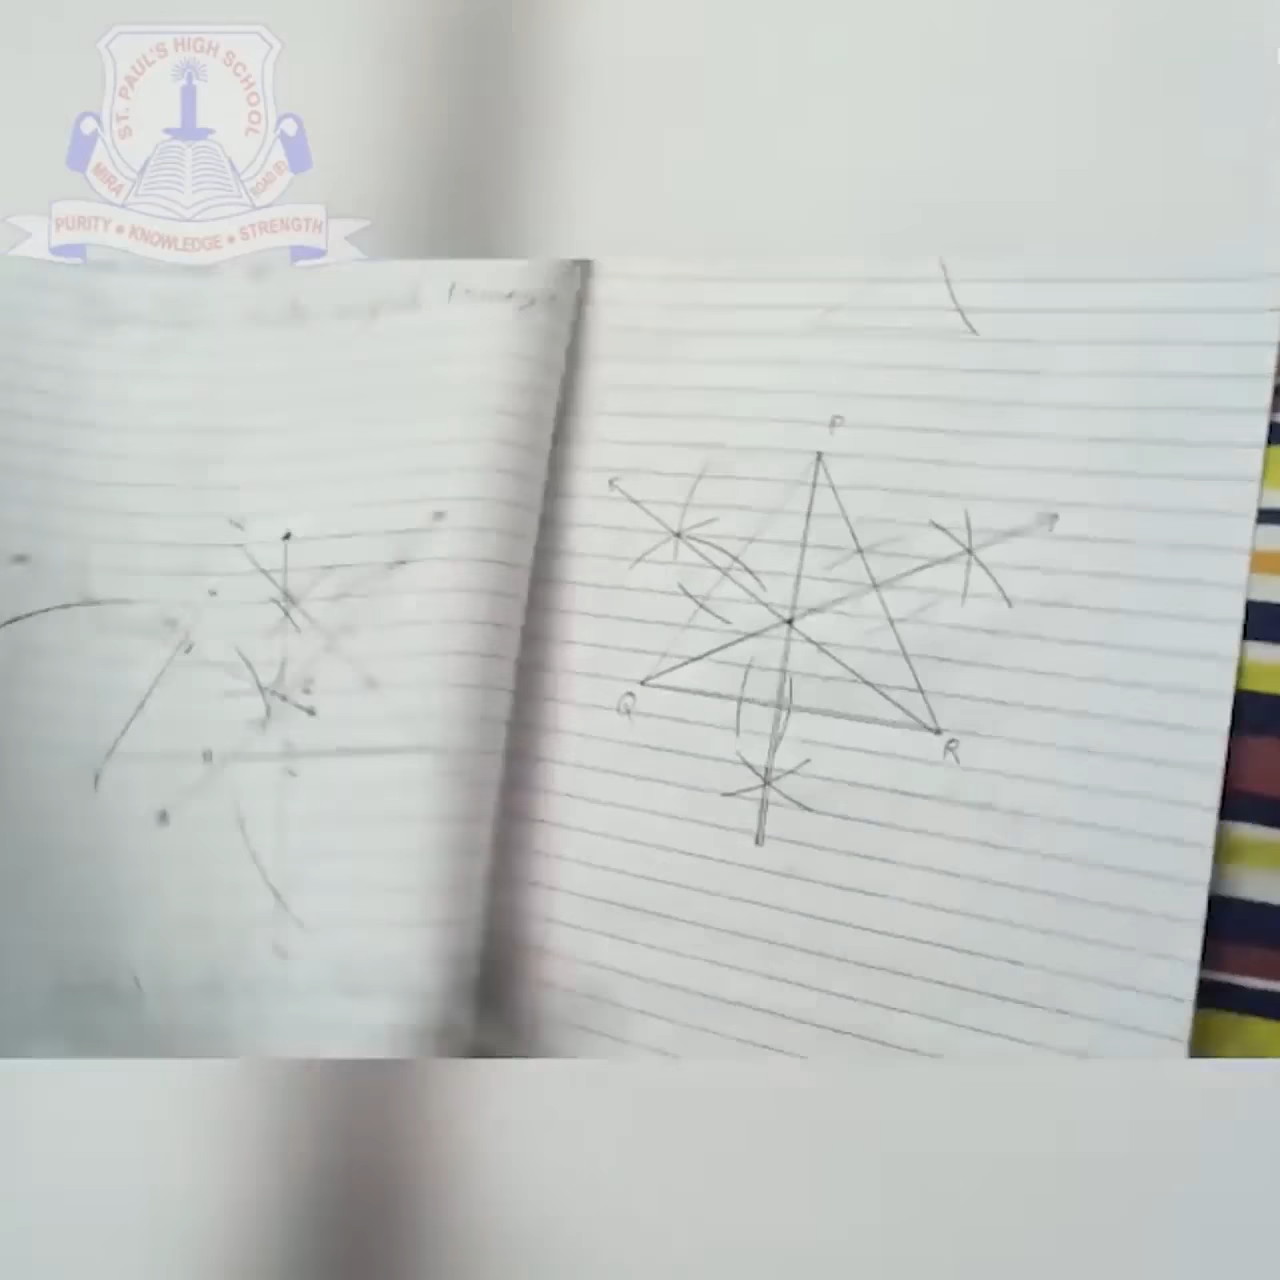 ST. PAUL'S HIGH SCHOOL
MIRA ROAD (E)
PURITY • KNOWLEDGE • STRENGTH
P
Q
R